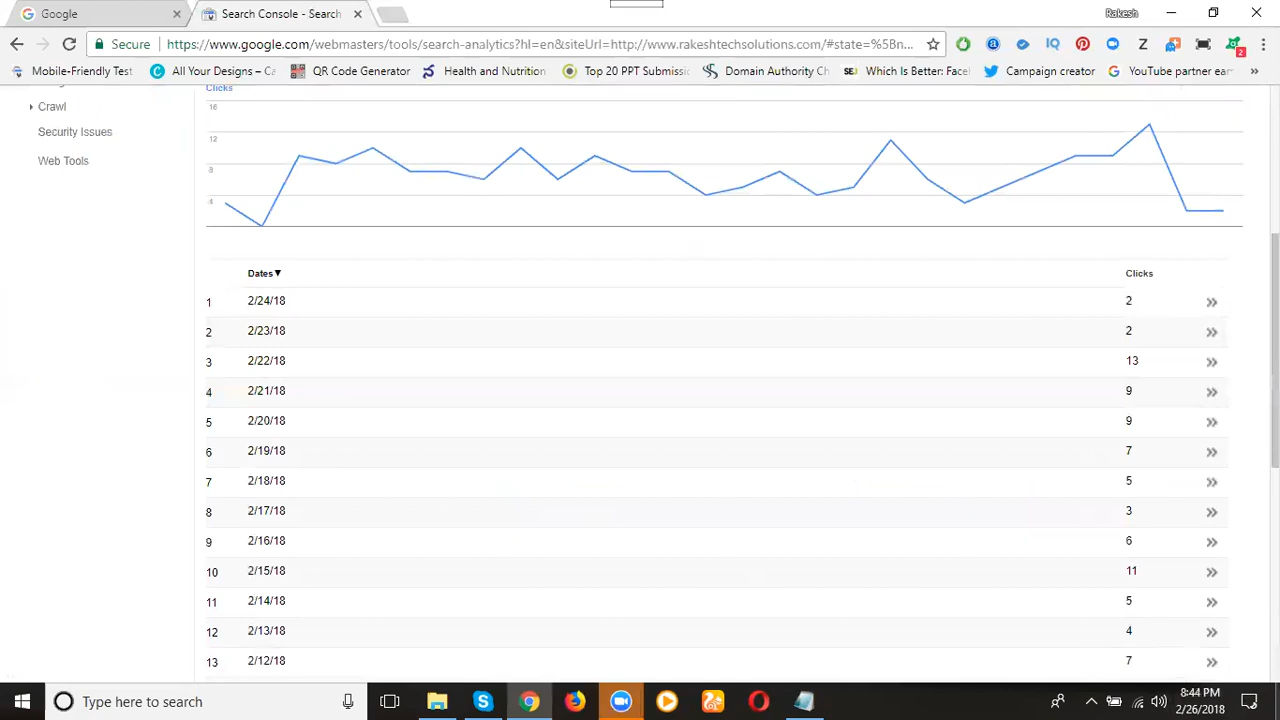 Google
Search Console - Search
Rakesh
Secure
https://www.google.com/webmasters/tools/search-analytics?hl=en&siteUrl=http://www.rakeshtechsolutions.com/#state=%5Bn...
Mobile-Friendly Test
All Your Designs – Ca
QR Code Generator
Health and Nutrition
Top 20 PPT Submissio
Domain Authority Ch
Which Is Better: Face
Campaign creator
YouTube partner earn
Clicks
Crawl
Security Issues
Web Tools
16
12
8
4
Dates▼ Clicks
1 2/24/18 2 »
2 2/23/18 2 »
3 2/22/18 13 »
4 2/21/18 9 »
5 2/20/18 9 »
6 2/19/18 7 »
7 2/18/18 5 »
8 2/17/18 3 »
9 2/16/18 6 »
10 2/15/18 11 »
11 2/14/18 5 »
12 2/13/18 4 »
13 2/12/18 7 »
Type here to search
8:44 PM
2/26/2018